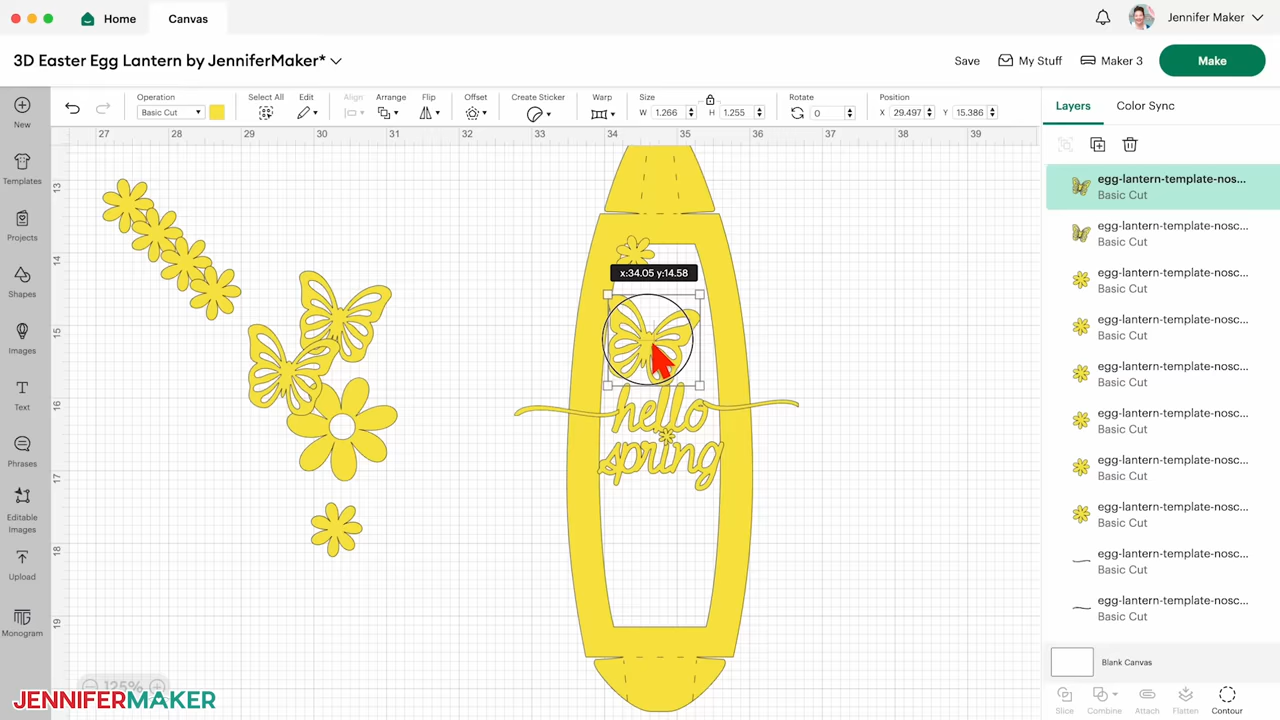 Home
Canvas
Jennifer Maker
3D Easter Egg Lantern by JenniferMaker*
Save
My Stuff
Maker 3
Make
New
Templates
Projects
Shapes
Images
Text
Phrases
Editable
Images
Upload
Monogram
Operation
Basic Cut
Select All
Edit
Align
Arrange
Flip
Offset
Create Sticker
Warp
Size
W 1.266
H 1.255
Rotate
0
Position
X 29.497
Y 15.386
27 28 29 30 31 32 33 34 35 36 37 38 39
13
14
15
16
17
18
19
x:34.05 y:14.58
hello
spring
125%
JENNIFERMAKER
Layers
Color Sync
egg-lantern-template-nos...
Basic Cut
egg-lantern-template-nosc...
Basic Cut
egg-lantern-template-nosc...
Basic Cut
egg-lantern-template-nosc...
Basic Cut
egg-lantern-template-nosc...
Basic Cut
egg-lantern-template-nosc...
Basic Cut
egg-lantern-template-nosc...
Basic Cut
egg-lantern-template-nosc...
Basic Cut
egg-lantern-template-nosc...
Basic Cut
egg-lantern-template-nosc...
Basic Cut
Blank Canvas
Slice
Combine
Attach
Flatten
Contour